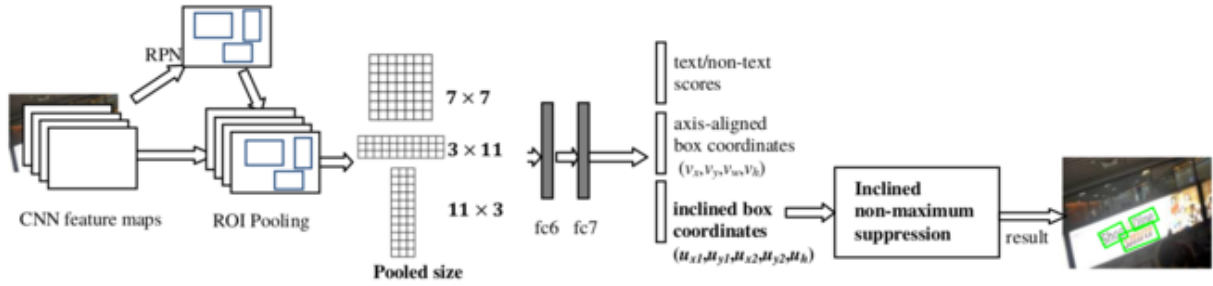 RPN
CNN feature maps
ROI Pooling
7 × 7
3 × 11
11 × 3
Pooled size
fc6
fc7
text/non-text
scores
axis-aligned
box coordinates
(vx,vy,vw,vh)
inclined box
coordinates
(ux1,uy1,ux2,uy2,uh)
Inclined
non-maximum
suppression
result